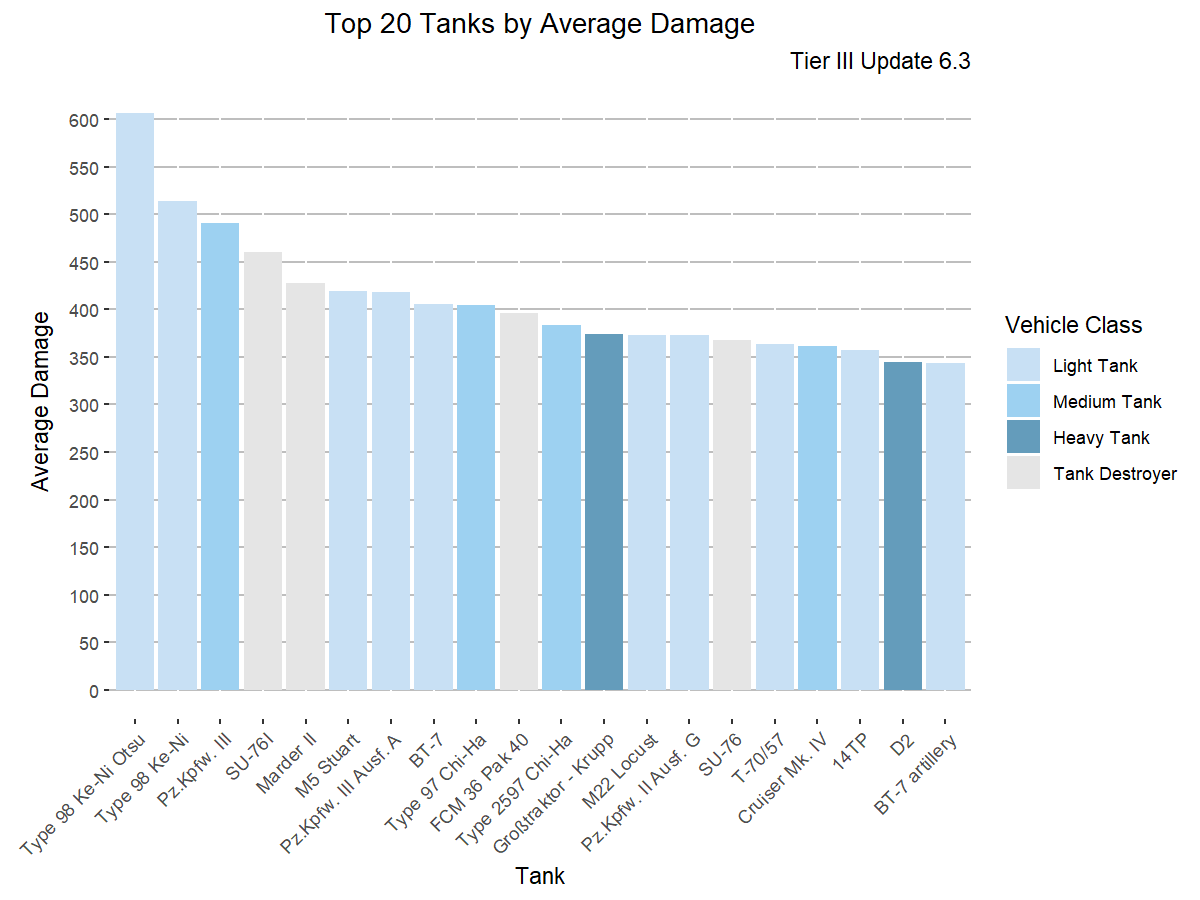 Top 20 Tanks by Average Damage
Tier III Update 6.3
Average Damage
600
550
500
450
400
350
300
250
200
150
100
50
0
Type 98 Ke-Ni Otsu
Type 98 Ke-Ni
Pz.Kpfw. III
SU-76I
Marder II
M5 Stuart
Pz.Kpfw. III Ausf. A
BT-7
Type 97 Chi-Ha
FCM 36 Pak 40
Type 2597 Chi-Ha
Großtraktor - Krupp
M22 Locust
Pz.Kpfw. II Ausf. G
SU-76
T-70/57
Cruiser Mk. IV
14TP
D2
BT-7 artillery
Tank
Vehicle Class
Light Tank
Medium Tank
Heavy Tank
Tank Destroyer